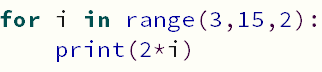 for i in range(3,15,2):
    print(2*i)